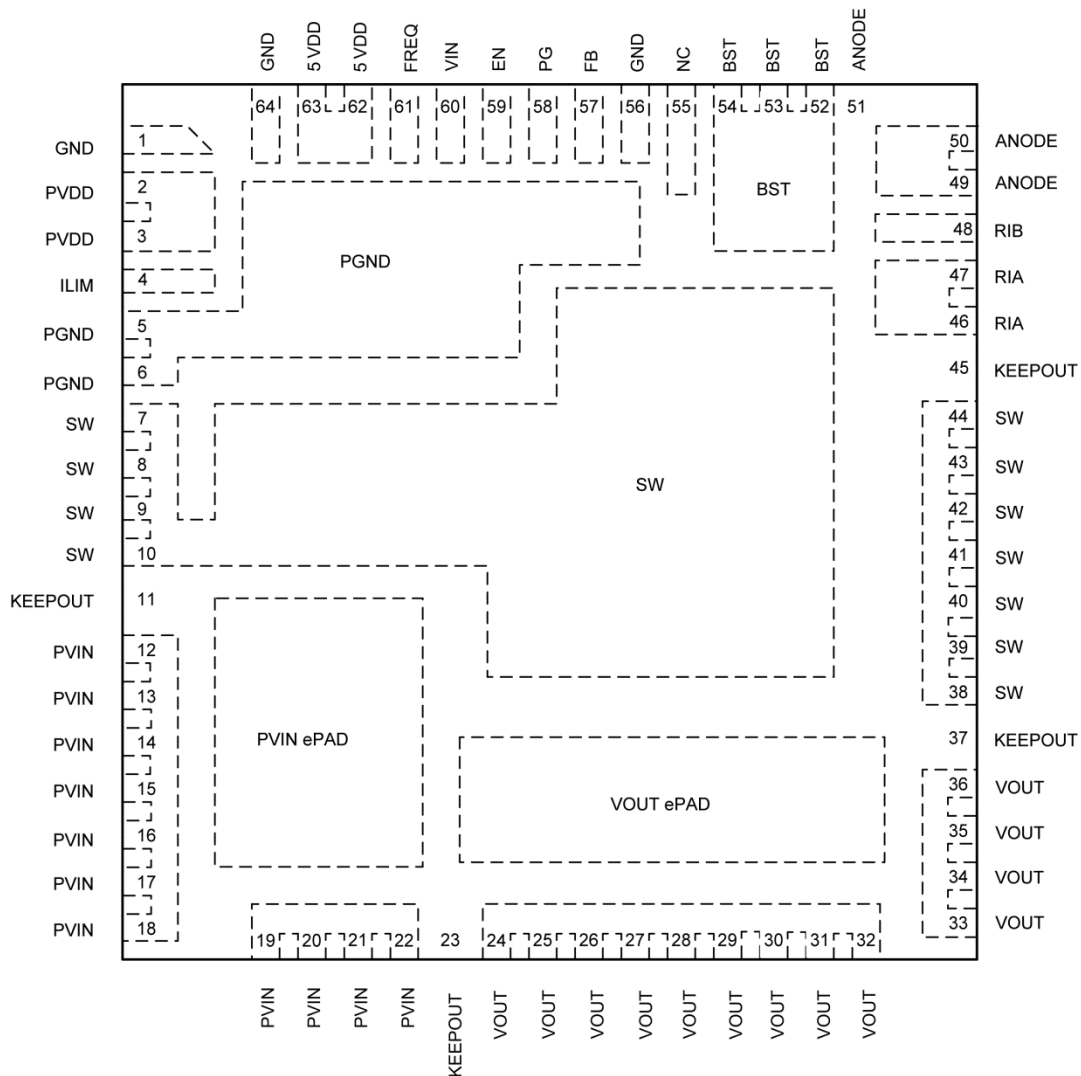 GND
5 VDD
5 VDD
FREQ
VIN
EN
PG
FB
GND
NC
BST
BST
BST
ANODE
64
63
62
61
60
59
58
57
56
55
54
53
52
51
GND
1
PVDD
2
PVDD
3
ILIM
4
PGND
5
PGND
6
SW
7
SW
8
SW
9
SW
10
KEEPOUT
11
PVIN
12
PVIN
13
PVIN
14
PVIN
15
PVIN
16
PVIN
17
PVIN
18
PGND
BST
SW
PVIN ePAD
VOUT ePAD
50
ANODE
49
ANODE
48
RIB
47
RIA
46
RIA
45
KEEPOUT
44
SW
43
SW
42
SW
41
SW
40
SW
39
SW
38
SW
37
KEEPOUT
36
VOUT
35
VOUT
34
VOUT
33
VOUT
19
20
21
22
23
24
25
26
27
28
29
30
31
32
PVIN
PVIN
PVIN
PVIN
KEEPOUT
VOUT
VOUT
VOUT
VOUT
VOUT
VOUT
VOUT
VOUT
VOUT